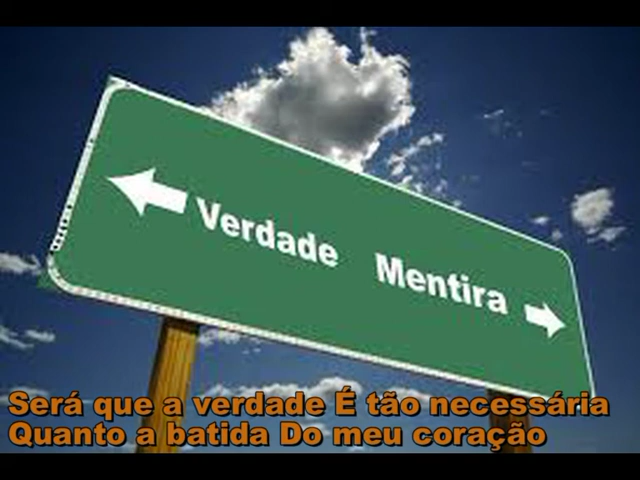 Verdade Mentira
Será que a verdade É tão necessária
Quanto a batida Do meu coração